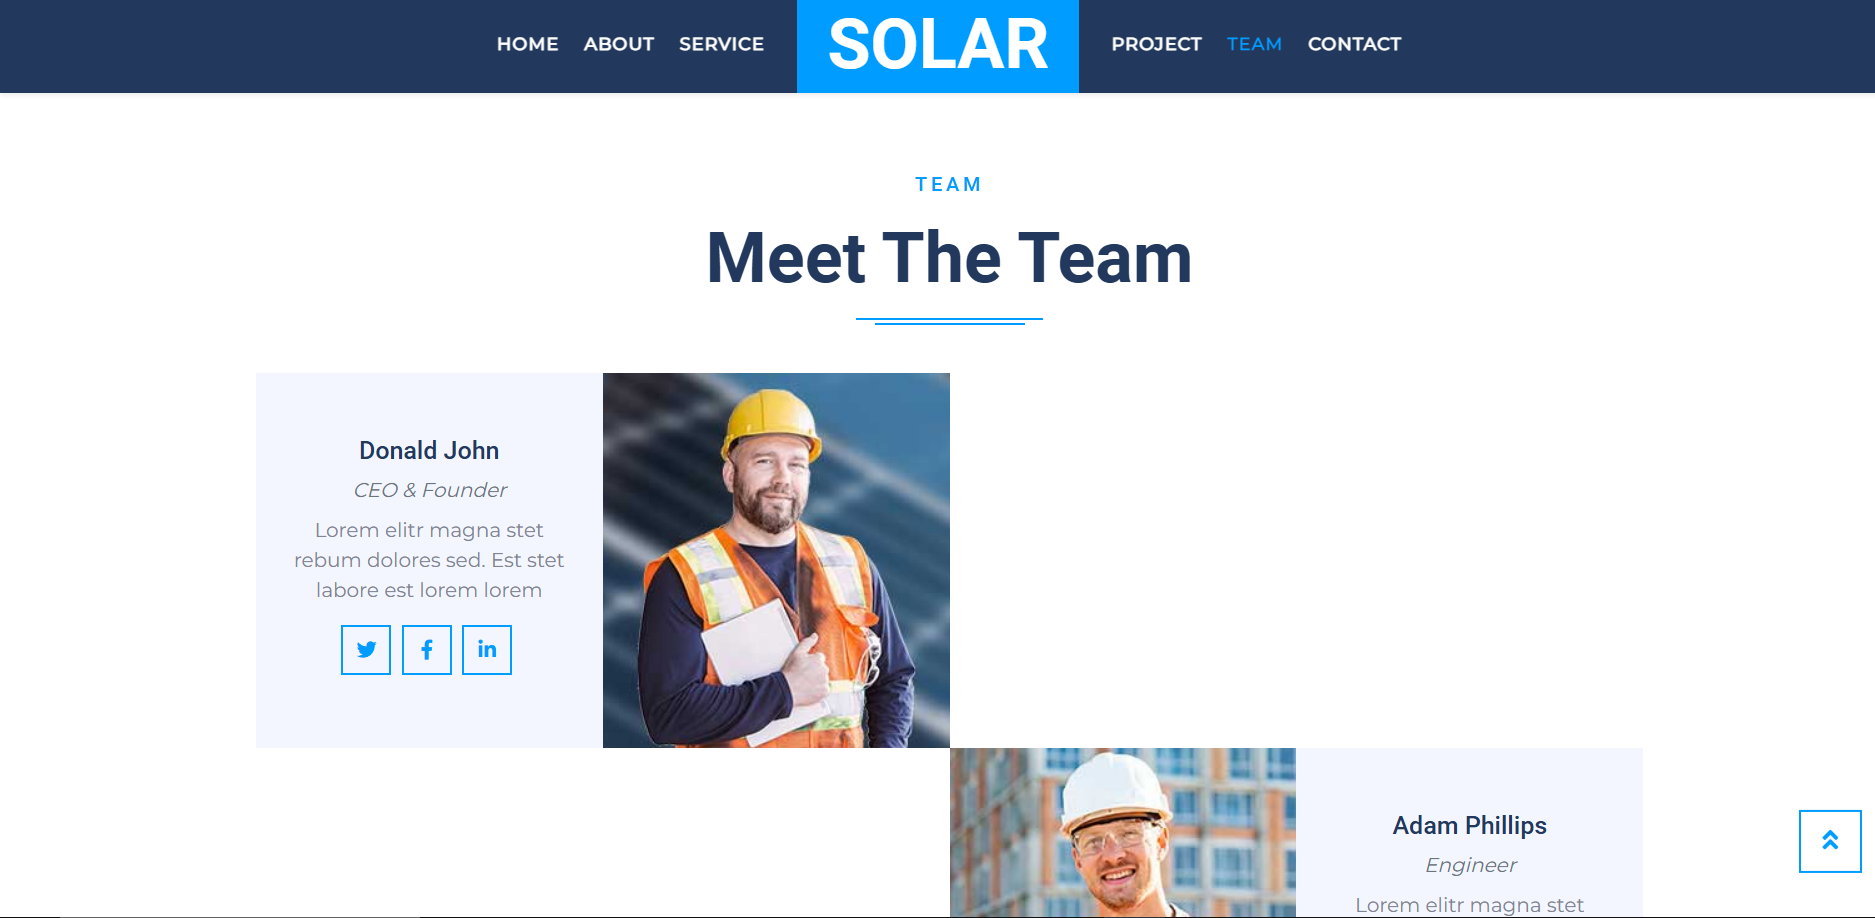 HOME ABOUT SERVICE SOLAR PROJECT TEAM CONTACT
TEAM
Meet The Team
Donald John
CEO & Founder
Lorem elitr magna stet
rebum dolores sed. Est stet
labore est lorem lorem
Adam Phillips
Engineer
Lorem elitr magna stet